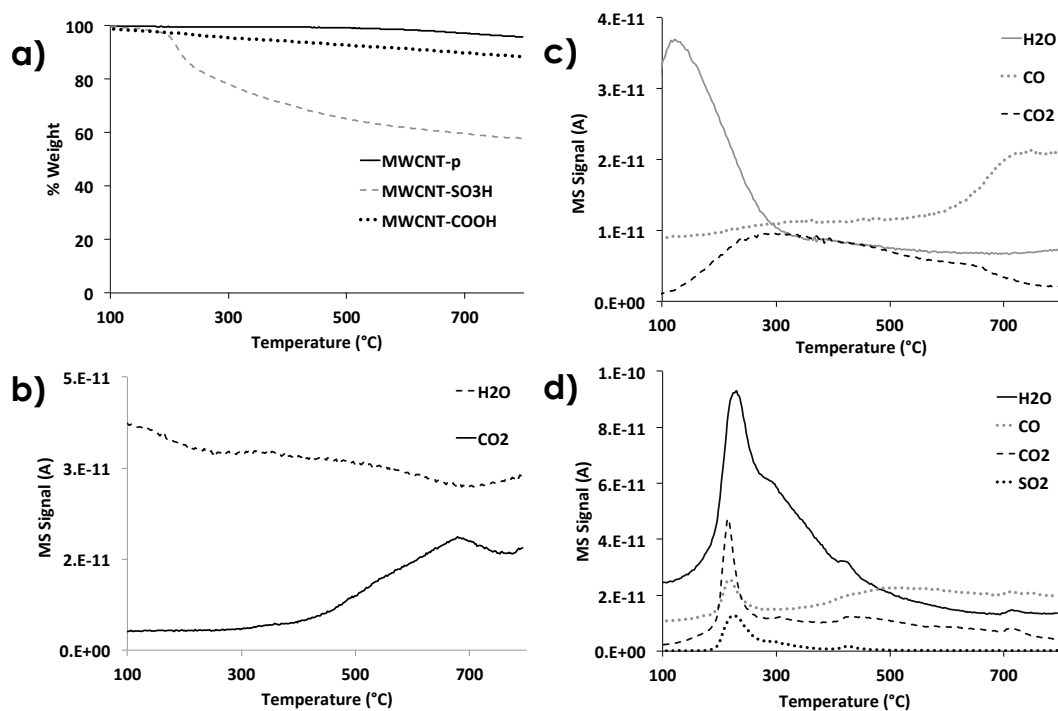 a)
100
80
60
40
20
0
% Weight
MWCNT-p
MWCNT-SO3H
MWCNT-COOH
100 300 500 700
Temperature (°C)
c)
4.E-11
3.E-11
2.E-11
1.E-11
0.E+00
MS Signal (A)
H2O
CO
CO2
100 300 500 700
Temperature (°C)
b)
5.E-11
3.E-11
2.E-11
0.E+00
MS Signal (A)
H2O
CO2
100 300 500 700
Temperature (°C)
d)
1.E-10
8.E-11
6.E-11
4.E-11
2.E-11
0.E+00
MS Signal (A)
H2O
CO
CO2
SO2
100 300 500 700
Temperature (°C)